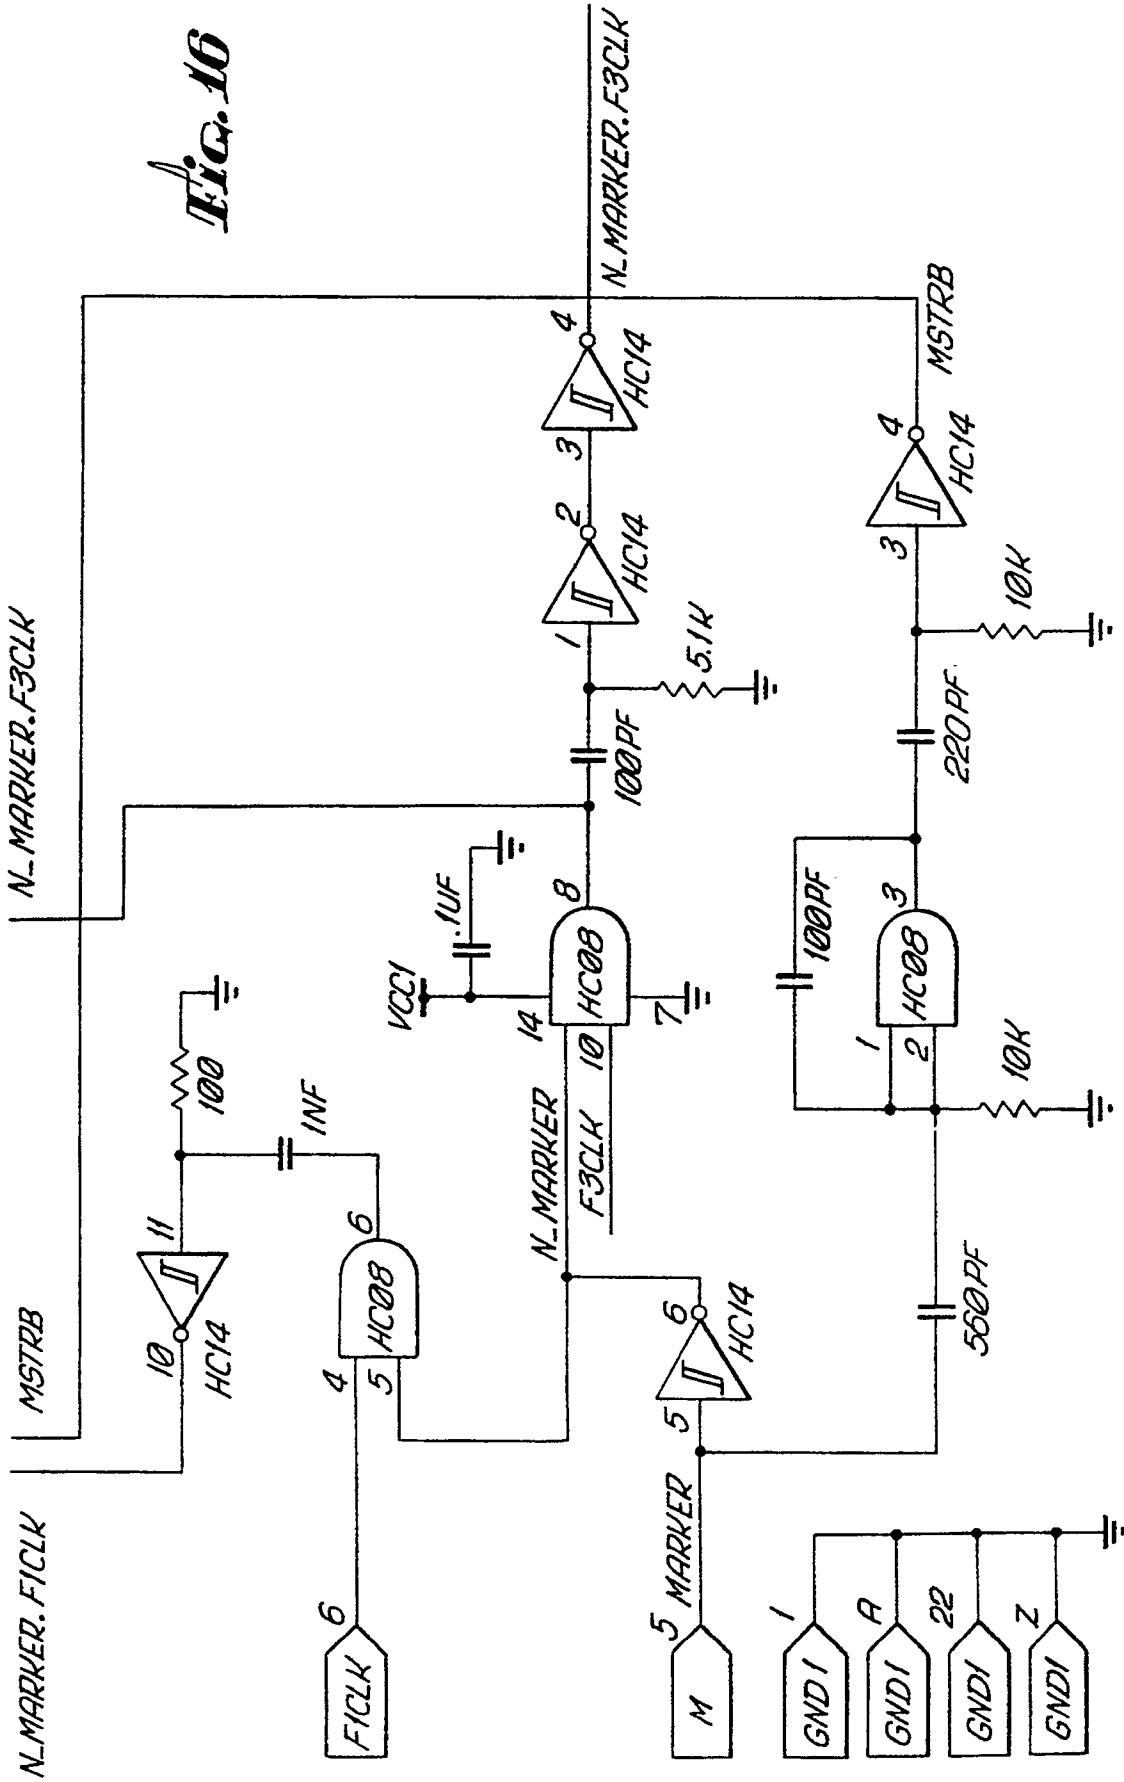 Fig. 16
N_MARKER.F1CLK
MSTRB
N_MARKER.F3CLK
10
HC14
11
100
1NF
F1CLK
6
4
5
HC08
6
VCC1
.1UF
14
N_MARKER
F3CLK
10
HC08
7
8
100PF
5.1K
1
HC14
2
3
HC14
4
N_MARKER.F3CLK
M
5
MARKER
5
HC14
6
560PF
10K
1
2
HC08
3
100PF
220PF
10K
3
HC14
4
MSTRB
GND1
1
GND1
A
GND1
22
GND1
Z